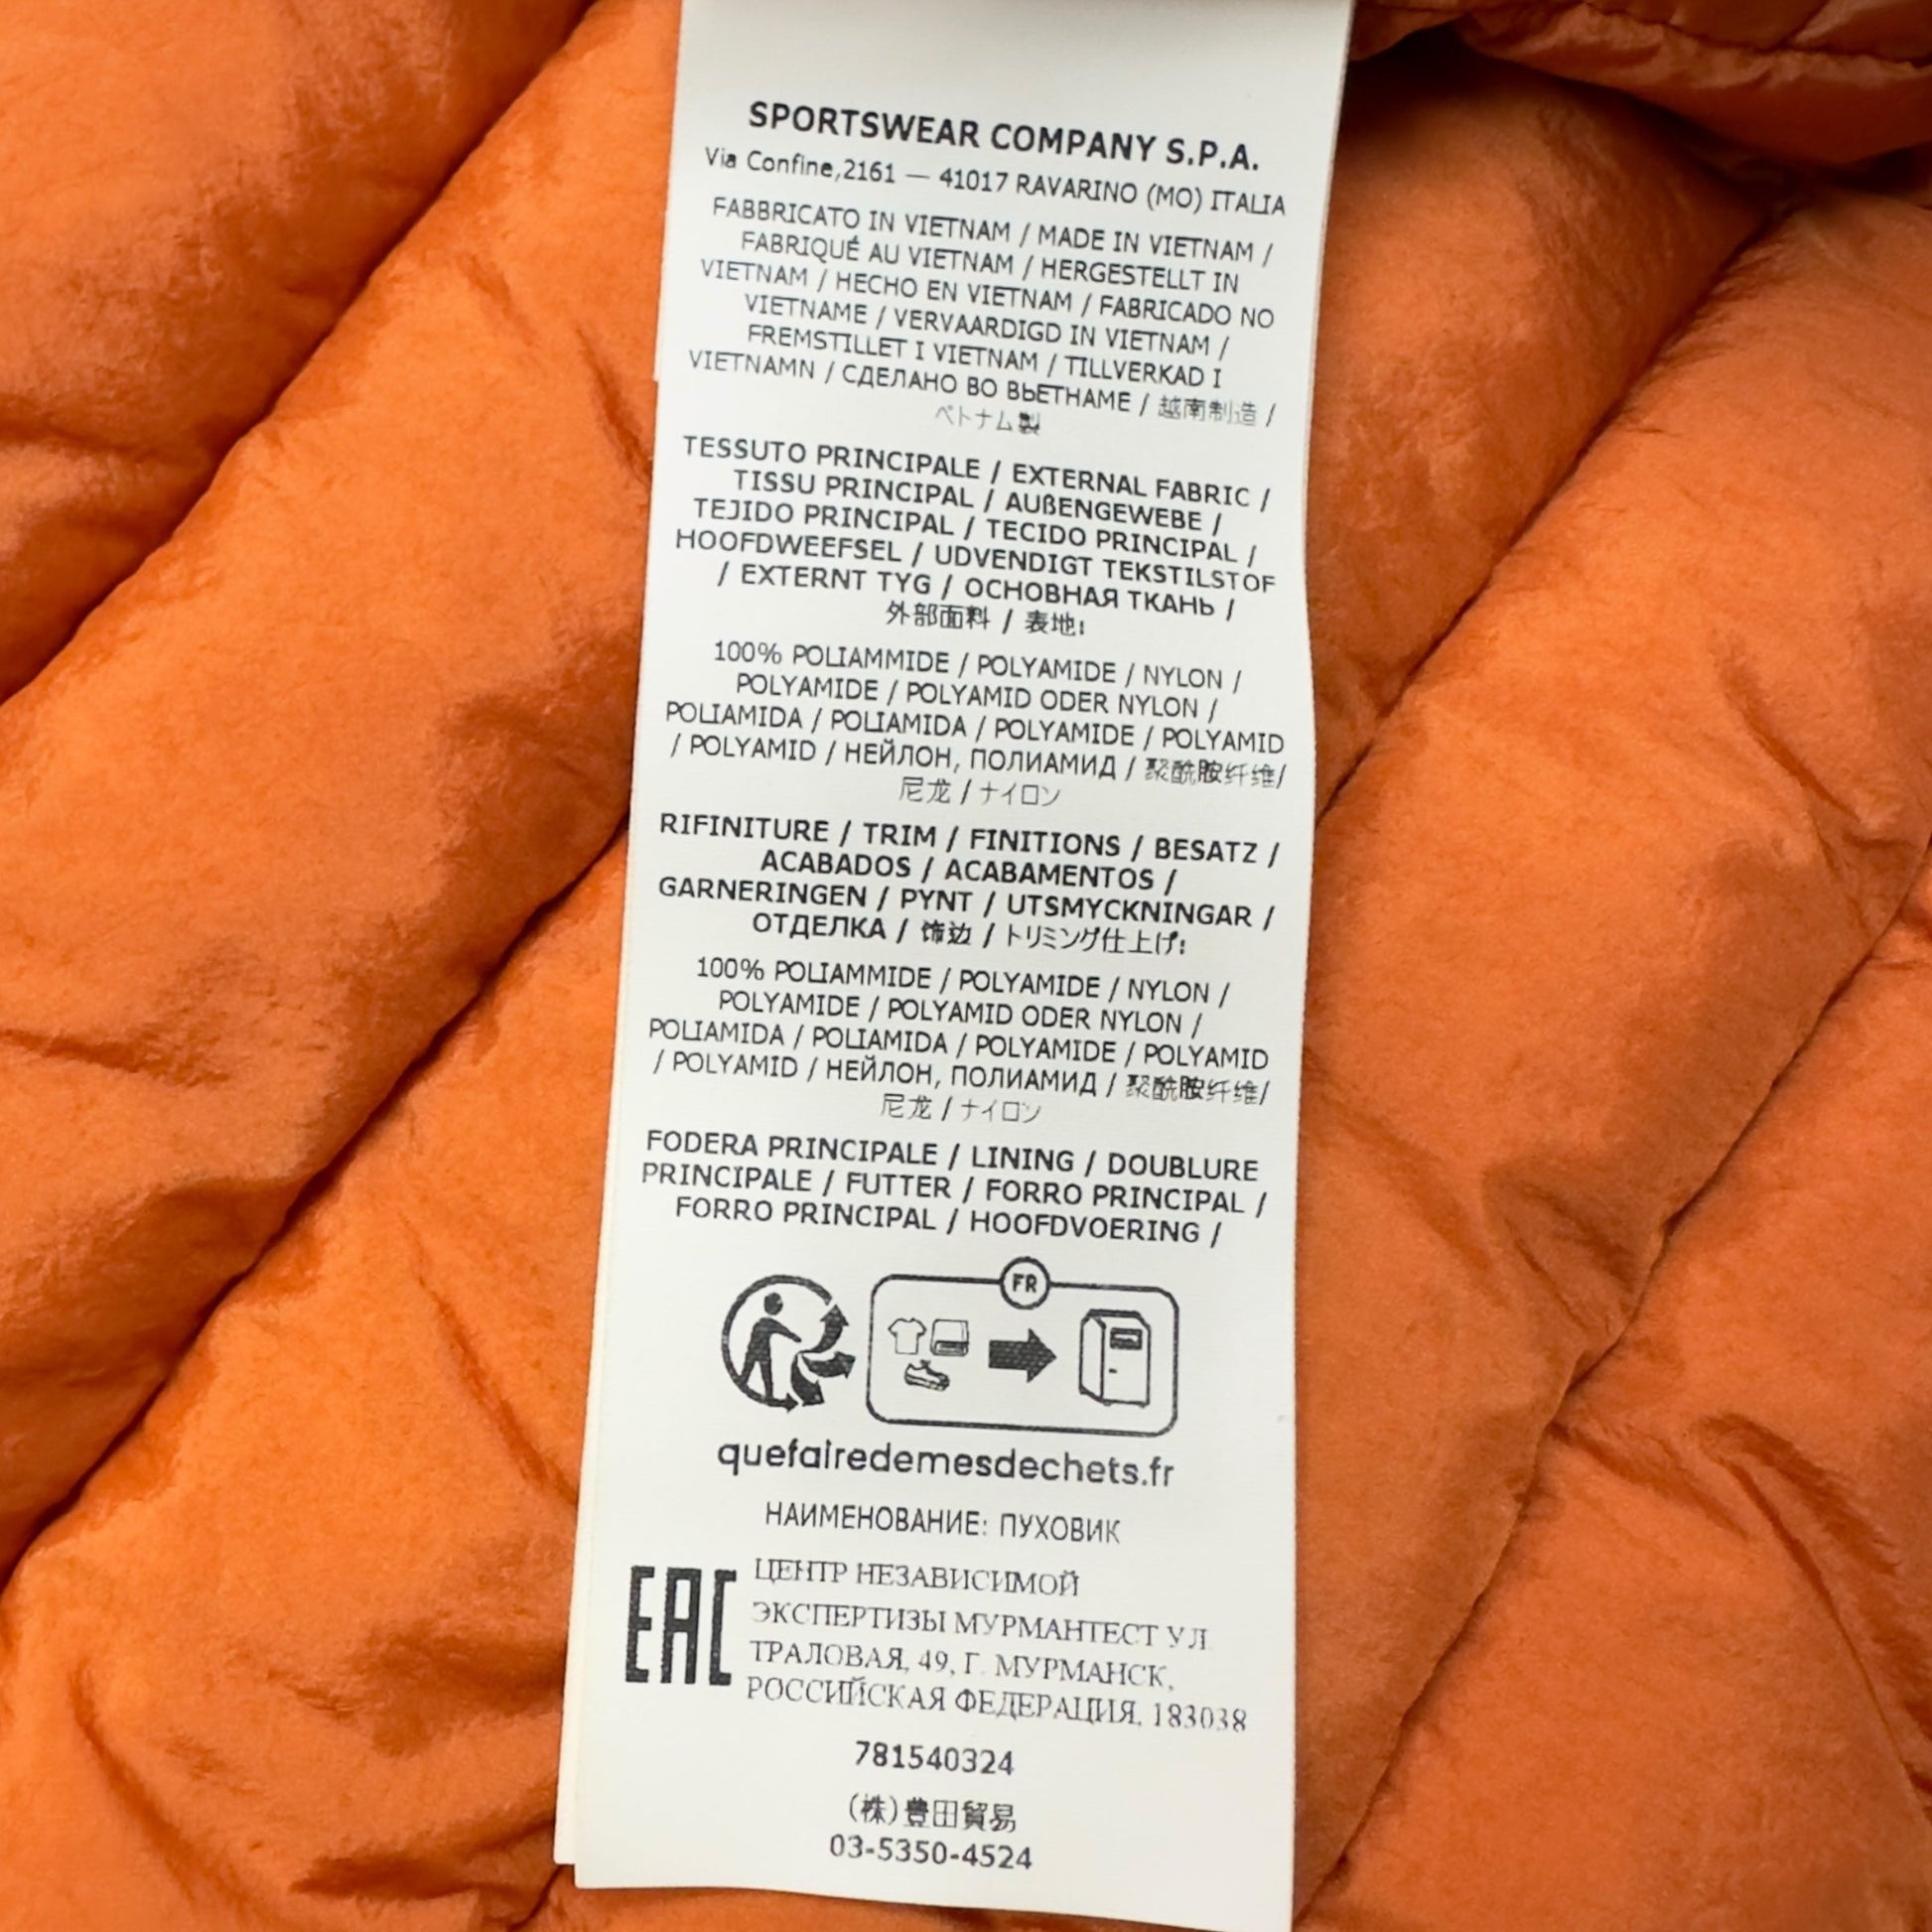 SPORTSWEAR COMPANY S.P.A.
Via Confine,2161 — 41017 RAVARINO (MO) ITALIA
FABBRICATO IN VIETNAM / MADE IN VIETNAM /
FABRIQUÉ AU VIETNAM / HERGESTELLT IN
VIETNAM / HECHO EN VIETNAM / FABRICADO NO
VIETNAME / VERVAARDIGD IN VIETNAM /
FREMSTILLET I VIETNAM / TILLVERKAD I
VIETNAMN / СДЕЛАНО ВО ВЬЕТНАМЕ / 越南制造 /
ベトナム製
TESSUTO PRINCIPALE / EXTERNAL FABRIC /
TISSU PRINCIPAL / AUßENGEWEBE /
TEJIDO PRINCIPAL / TECIDO PRINCIPAL /
HOOFDWEEFSEL / UDVENDIGT TEKSTILSTOF
/ EXTERNT TYG / ОСНОВНАЯ ТКАНЬ /
外部面料 / 表地:
100% POLIAMMIDE / POLYAMIDE / NYLON /
POLYAMIDE / POLYAMID ODER NYLON /
POLIAMIDA / POLIAMIDA / POLYAMIDE / POLYAMID
/ POLYAMID / НЕЙЛОН, ПОЛИАМИД / 聚酰胺纤维/
尼龙 / ナイロン
RIFINITURE / TRIM / FINITIONS / BESATZ /
ACABADOS / ACABAMENTOS /
GARNERINGEN / PYNT / UTSMYCKNINGAR /
ОТДЕЛКА / 饰边 / トリミング仕上げ:
100% POLIAMMIDE / POLYAMIDE / NYLON /
POLYAMIDE / POLYAMID ODER NYLON /
POLIAMIDA / POLIAMIDA / POLYAMIDE / POLYAMID
/ POLYAMID / НЕЙЛОН, ПОЛИАМИД / 聚酰胺纤维/
尼龙 / ナイロン
FODERA PRINCIPALE / LINING / DOUBLURE
PRINCIPALE / FUTTER / FORRO PRINCIPAL /
FORRO PRINCIPAL / HOOFDVOERING /
FR
quefairedemesdechets.fr
НАИМЕНОВАНИЕ: ПУХОВИК
EAC
ЦЕНТР НЕЗАВИСИМОЙ
ЭКСПЕРТИЗЫ МУРМАНТЕСТ УЛ.
ТРАЛОВАЯ, 49, Г. МУРМАНСК,
РОССИЙСКАЯ ФЕДЕРАЦИЯ, 183038
781540324
(株)豊田貿易
03-5350-4524